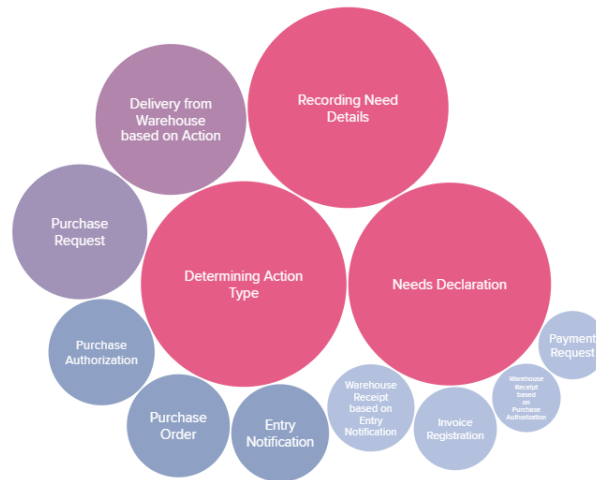 Recording Need
Details
Delivery from
Warehouse
based on Action
Purchase
Request
Determining Action
Type
Needs Declaration
Purchase
Authorization
Payment
Request
Purchase
Order
Entry
Notification
Warehouse
Receipt
based on
Entry
Notification
Invoice
Registration
Warehouse
Receipt
based
on
Purchase
Authorization